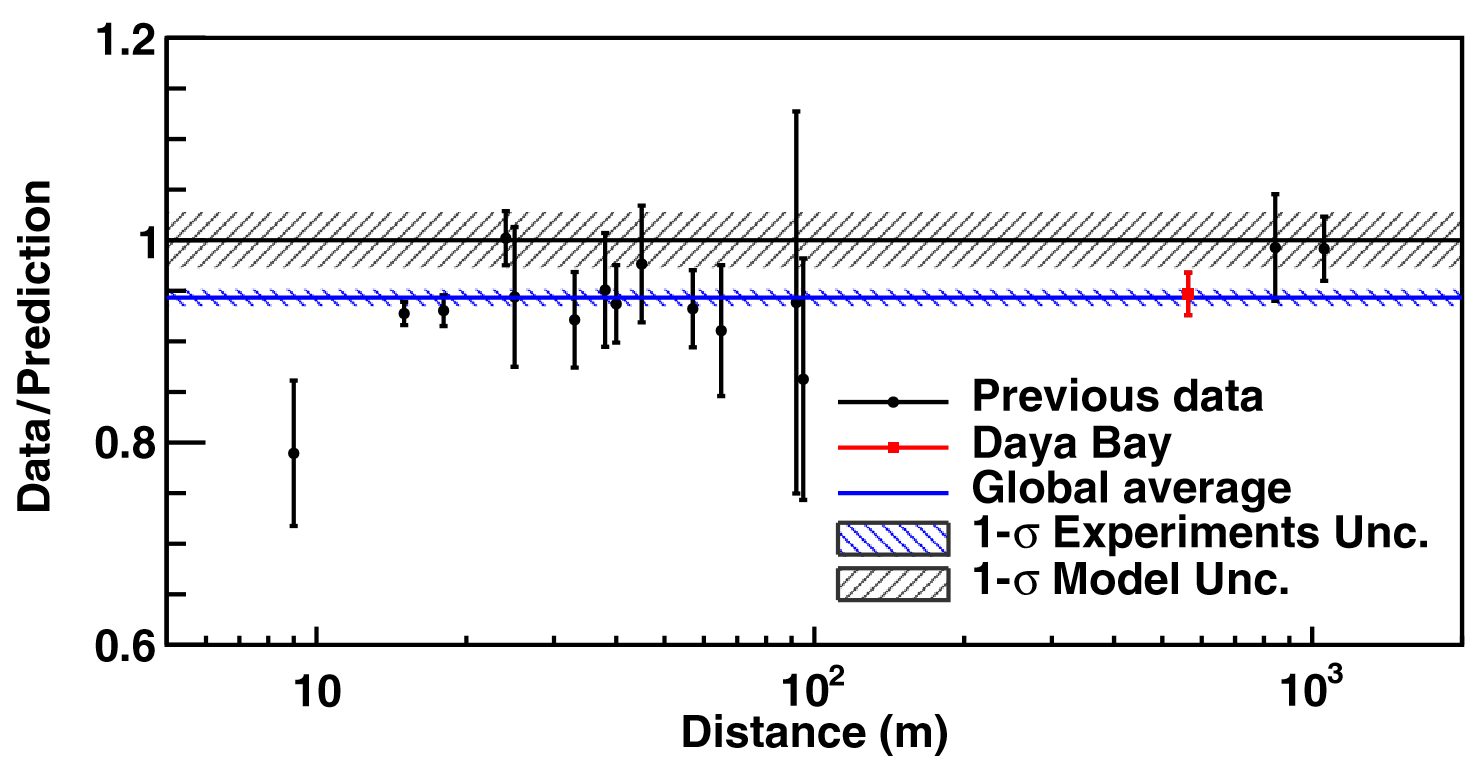 1.2
1
0.8
0.6
Data/Prediction
Previous data
Daya Bay
Global average
1-σ Experiments Unc.
1-σ Model Unc.
10 10² 10³
Distance (m)